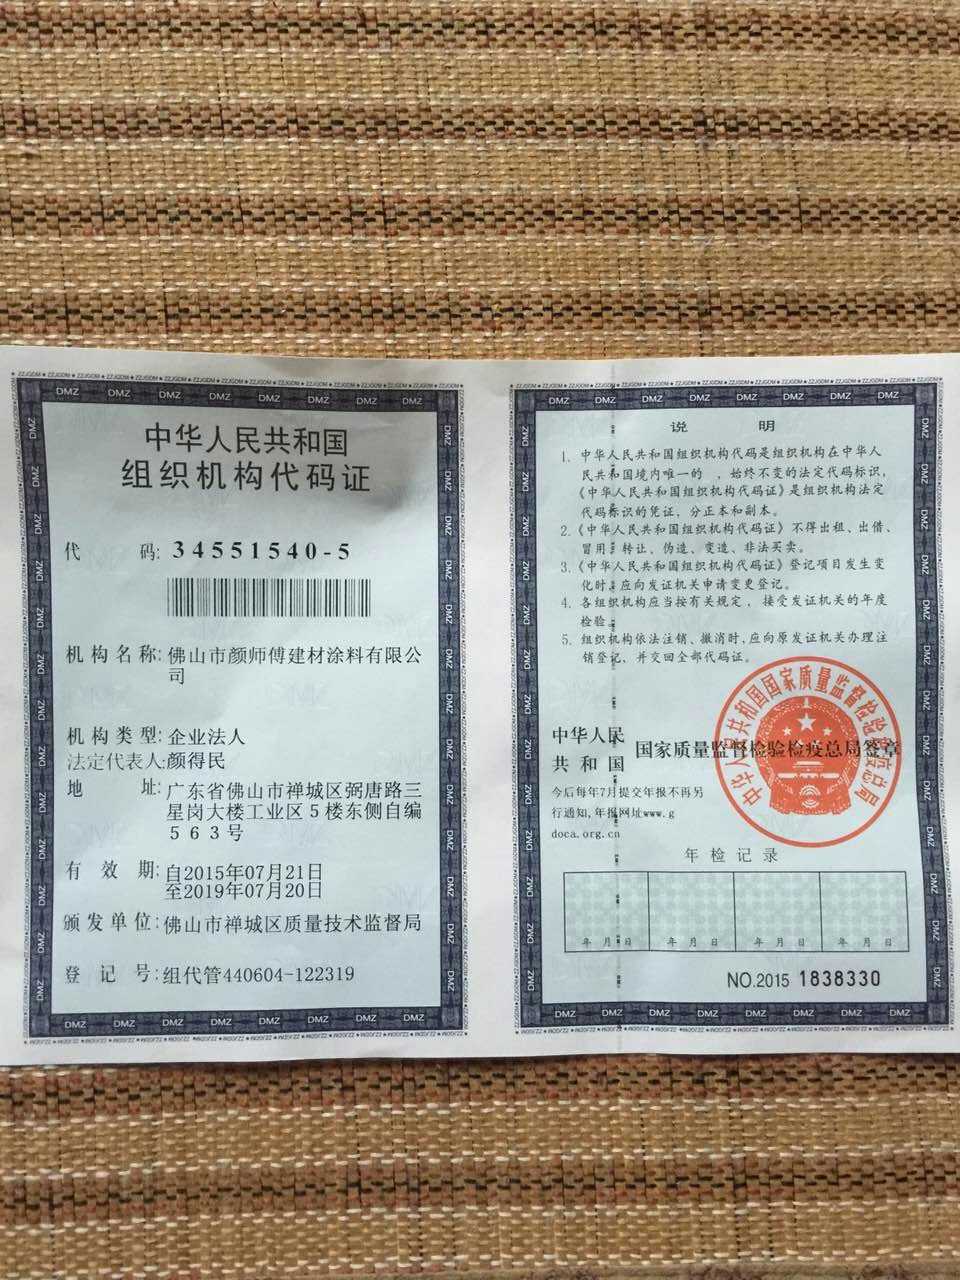 中华人民共和国
组织机构代码证
代 码: 34551540-5
机构名称: 佛山市颜师傅建材涂料有限公
司
机构类型: 企业法人
法定代表人: 颜得民
地 址: 广东省佛山市禅城区弼唐路三
星岗大楼工业区5楼东侧自编
563号
有 效 期: 自2015年07月21日
至2019年07月20日
颁发单位: 佛山市禅城区质量技术监督局
登 记 号: 组代管440604-122319
说 明
1. 中华人民共和国组织机构代码是组织机构在中华人
民共和国境内唯一的，始终不变的法定代码标识，
《中华人民共和国组织机构代码证》是组织机构法定
代码标识的凭证，分正本和副本。
2.《中华人民共和国组织机构代码证》不得出租、出借、
冒用、转让、伪造、变造、非法买卖。
3.《中华人民共和国组织机构代码证》登记项目发生变
化时，应向发证机关申请变更登记。
4. 各组织机构应当按有关规定，接受发证机关的年度
检验。
5. 组织机构依法注销、撤消时，应向原发证机关办理注
销登记，并交回全部代码证。
中华人民
共和国 国家质量监督检验检疫总局签章
中华人民共和国国家质量监督检验检疫总局
今后每年7月提交年报不再另
行通知,年报网址www.g
doca.org.cn
年检记录
年 月 日 年 月 日 年 月 日 年 月 日
NO.2015 1838330
DMZ
ZZJGDM